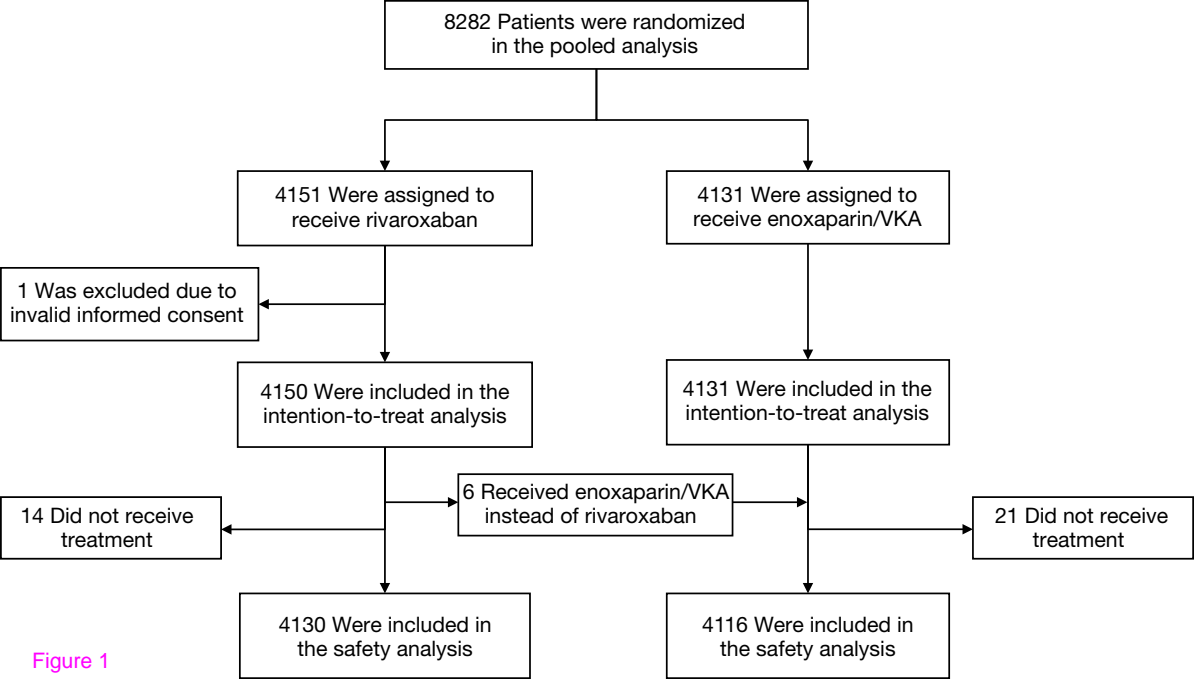 8282 Patients were randomized
in the pooled analysis
4151 Were assigned to
receive rivaroxaban
4131 Were assigned to
receive enoxaparin/VKA
1 Was excluded due to
invalid informed consent
4150 Were included in the
intention-to-treat analysis
4131 Were included in the
intention-to-treat analysis
6 Received enoxaparin/VKA
instead of rivaroxaban
14 Did not receive
treatment
21 Did not receive
treatment
4130 Were included in
the safety analysis
4116 Were included in
the safety analysis
Figure 1